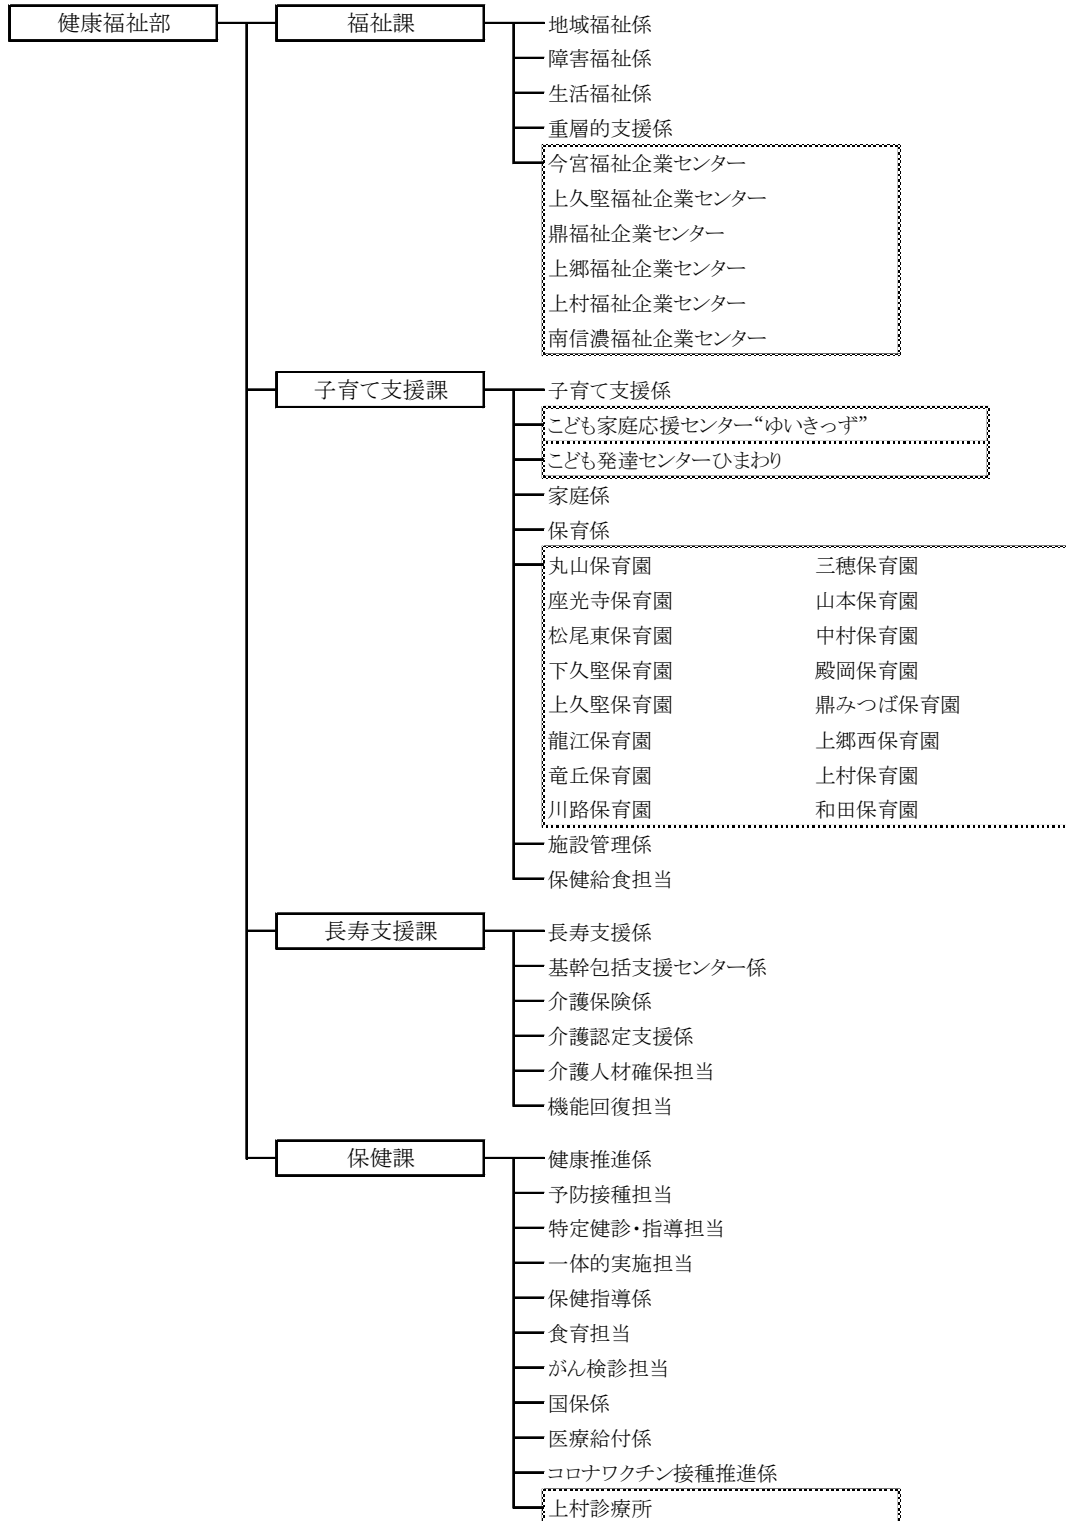 健康福祉部 福祉課 地域福祉係
障害福祉係
生活福祉係
重層的支援係
今宮福祉企業センター
上久堅福祉企業センター
鼎福祉企業センター
上郷福祉企業センター
上村福祉企業センター
南信濃福祉企業センター
子育て支援課 子育て支援係
こども家庭応援センター“ゆいきっず”
こども発達センターひまわり
家庭係
保育係
丸山保育園 三穂保育園
座光寺保育園 山本保育園
松尾東保育園 中村保育園
下久堅保育園 殿岡保育園
上久堅保育園 鼎みつば保育園
龍江保育園 上郷西保育園
竜丘保育園 上村保育園
川路保育園 和田保育園
施設管理係
保健給食担当
長寿支援課 長寿支援係
基幹包括支援センター係
介護保険係
介護認定支援係
介護人材確保担当
機能回復担当
保健課 健康推進係
予防接種担当
特定健診・指導担当
一体的実施担当
保健指導係
食育担当
がん検診担当
国保係
医療給付係
コロナワクチン接種推進係
上村診療所